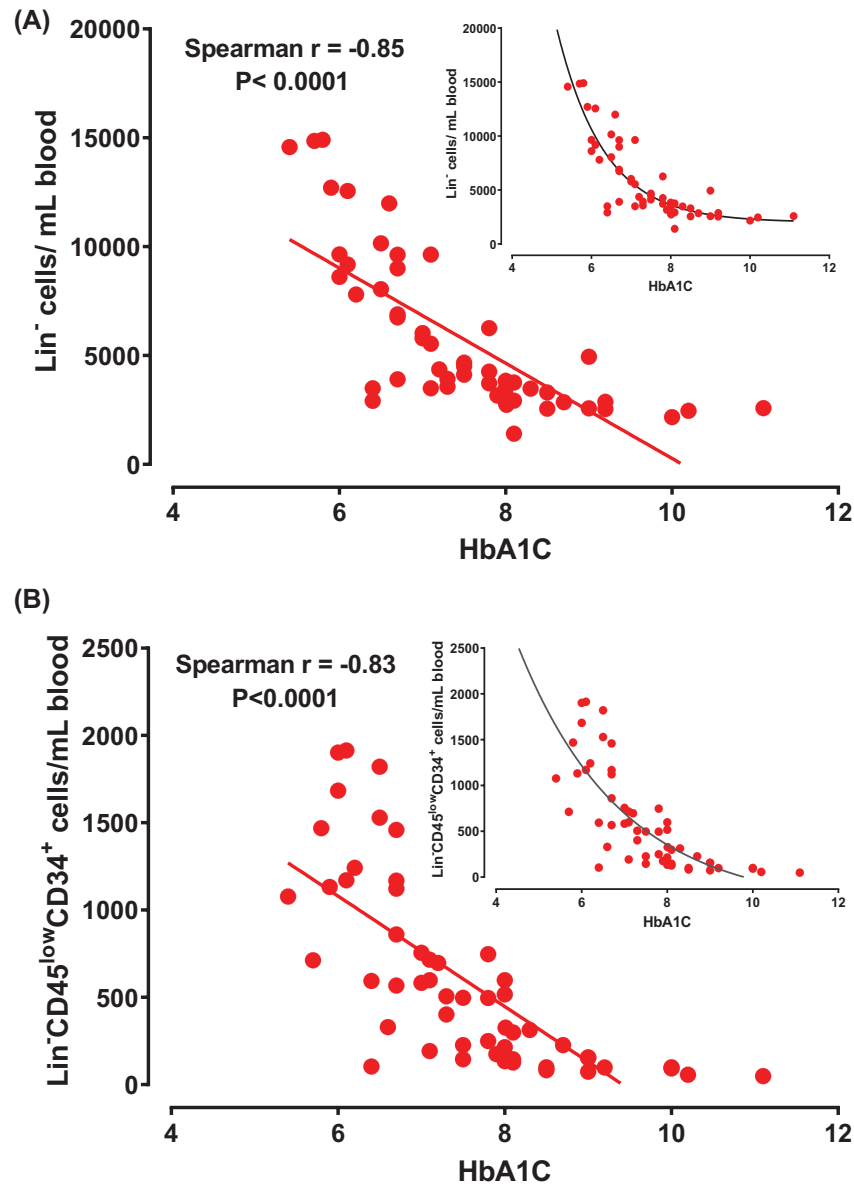 (A)
Spearman r = -0.85
P< 0.0001
Lin⁻ cells/ mL blood
20000
15000
10000
5000
0
4 6 8 10 12
HbA1C
Lin⁻ cells/ mL blood
20000
15000
10000
5000
0
4 6 8 10 12
HbA1C
(B)
Spearman r = -0.83
P<0.0001
Lin⁻CD45ˡᵒʷCD34⁺ cells/mL blood
2500
2000
1500
1000
500
0
4 6 8 10 12
HbA1C
Lin⁻CD45ˡᵒʷCD34⁺ cells/mL blood
2500
2000
1500
1000
500
0
4 6 8 10 12
HbA1C